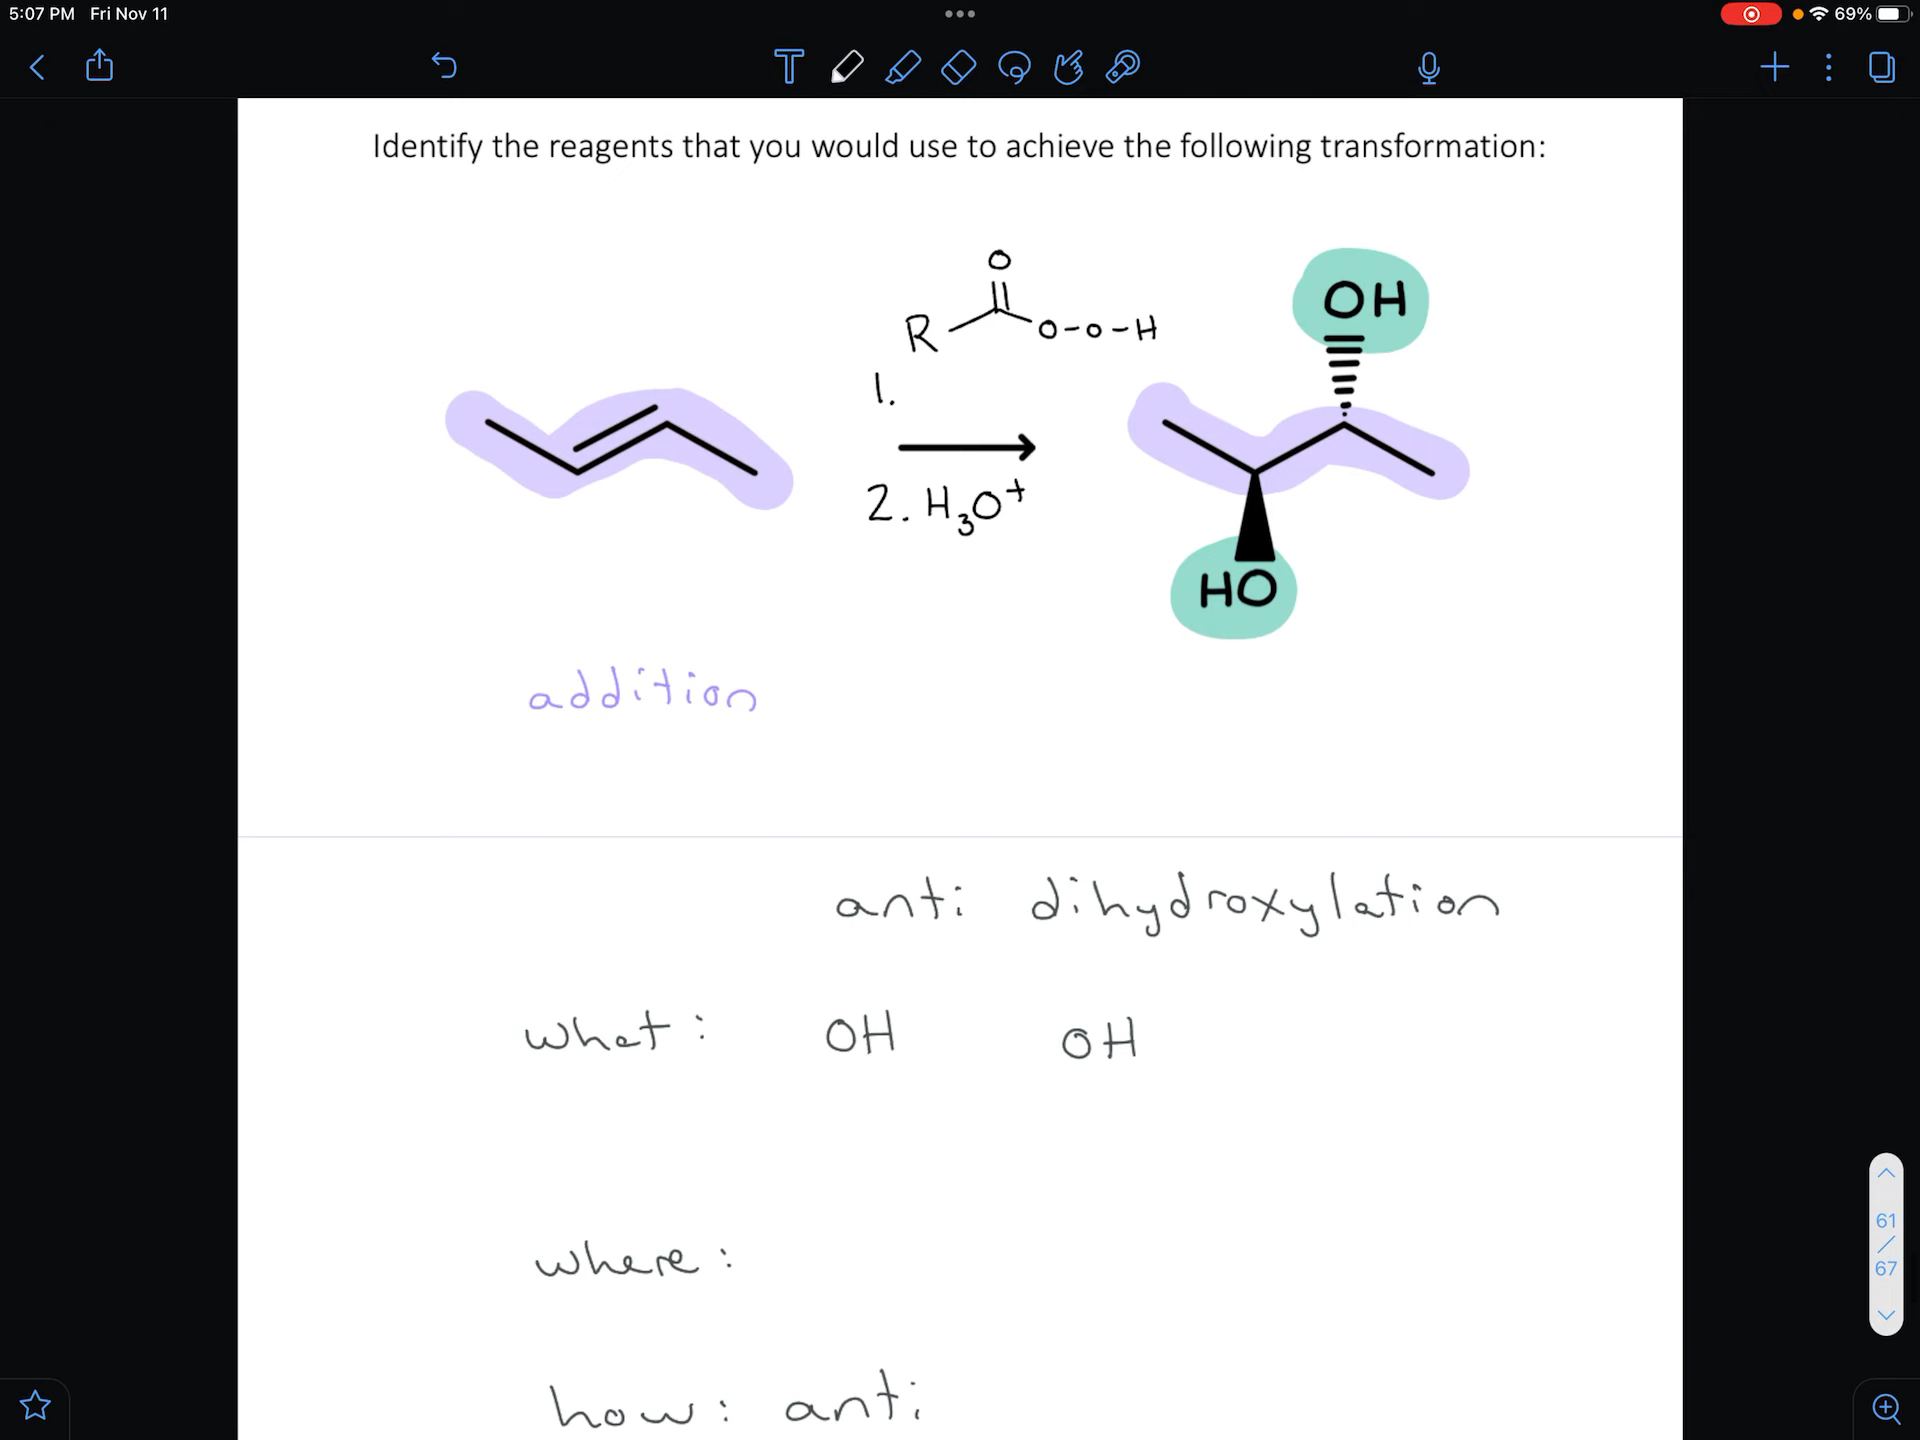 5:07 PM Fri Nov 11
69%
Identify the reagents that you would use to achieve the following transformation:
O
R
O-O-H
1.
2. H₃O⁺
OH
HO
addition
anti dihydroxylation
what: OH OH
where:
how: anti
61
/
67